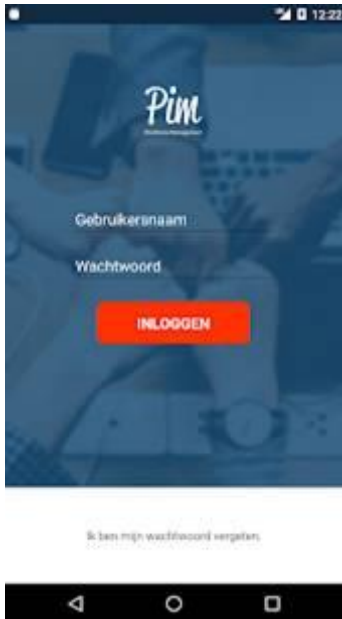 12:22
Pim
Gebruikersnaam
Wachtwoord
INLOGGEN
Ik ben mijn wachtwoord vergeten.